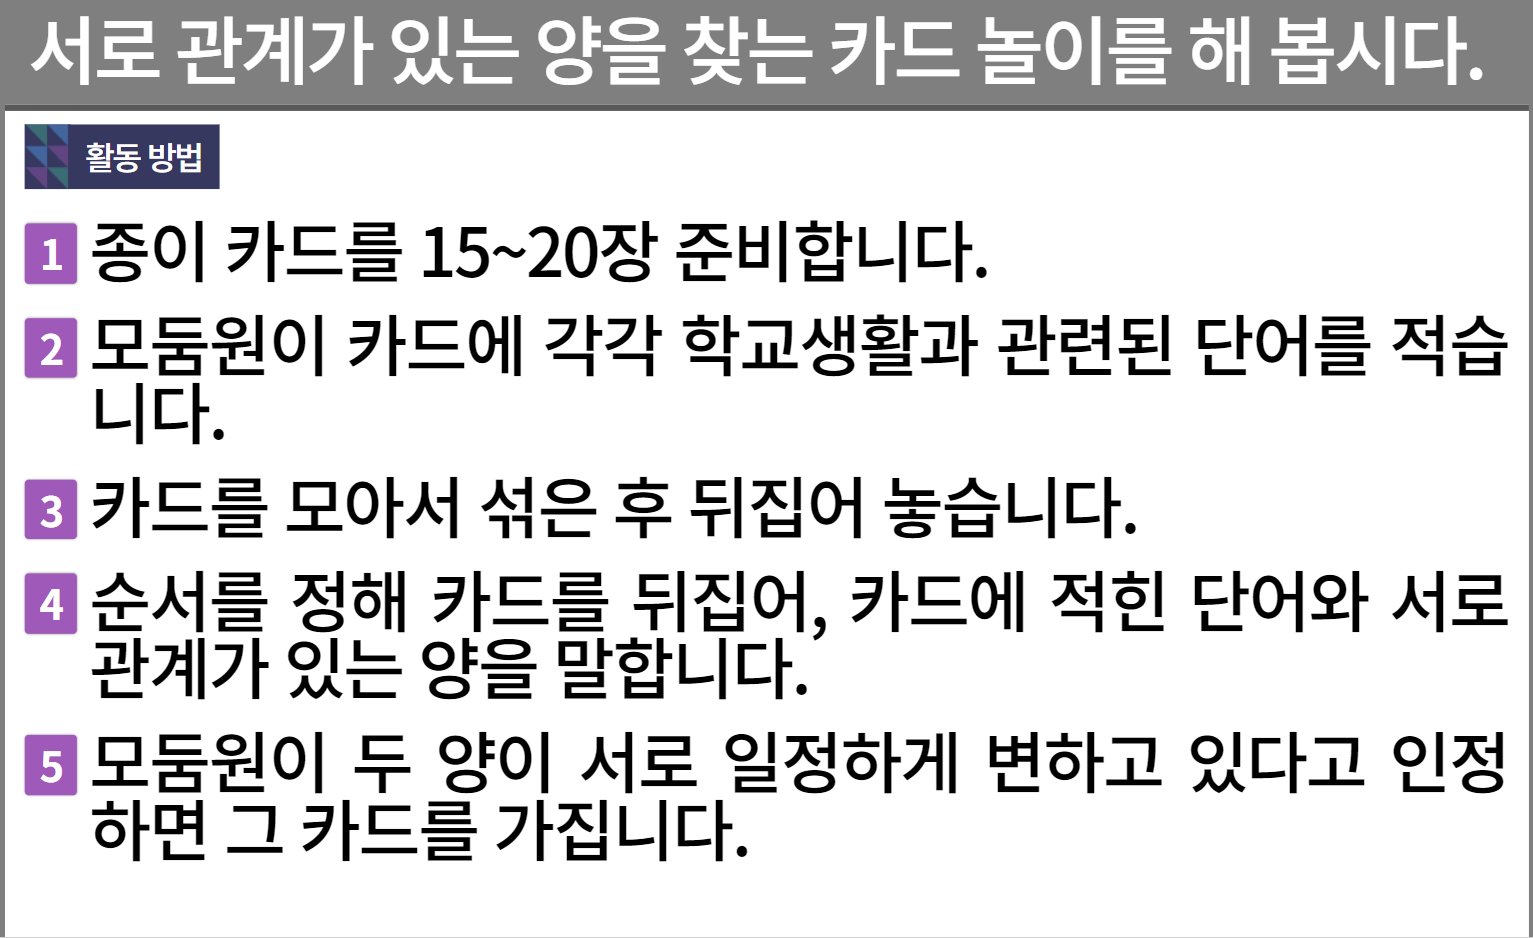 서로 관계가 있는 양을 찾는 카드 놀이를 해 봅시다.
활동 방법
1 종이 카드를 15~20장 준비합니다.
2 모둠원이 카드에 각각 학교생활과 관련된 단어를 적습
니다.
3 카드를 모아서 섞은 후 뒤집어 놓습니다.
4 순서를 정해 카드를 뒤집어, 카드에 적힌 단어와 서로
관계가 있는 양을 말합니다.
5 모둠원이 두 양이 서로 일정하게 변하고 있다고 인정
하면 그 카드를 가집니다.